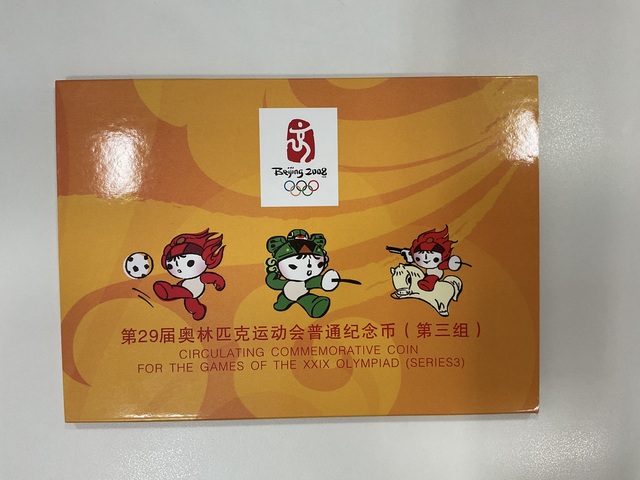 Beijing 2008
第29届奥林匹克运动会普通纪念币（第三组）
CIRCULATING COMMEMORATIVE COIN
FOR THE GAMES OF THE XXIX OLYMPIAD (SERIES3)